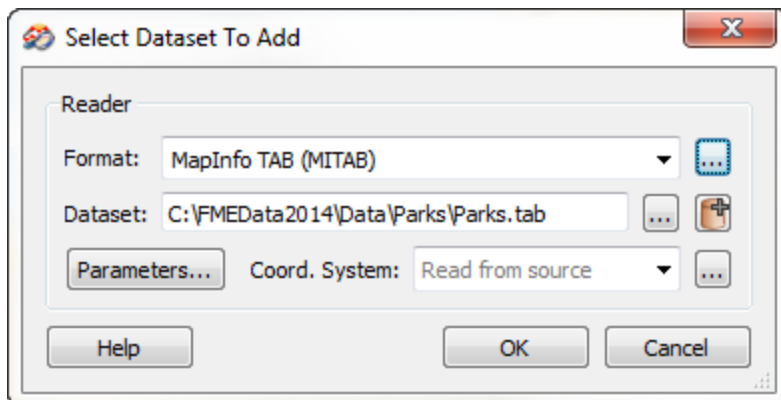 Select Dataset To Add
Reader
Format: MapInfo TAB (MITAB) ...
Dataset: C:\FMEData2014\Data\Parks\Parks.tab ...
Parameters... Coord. System: Read from source ...
Help OK Cancel